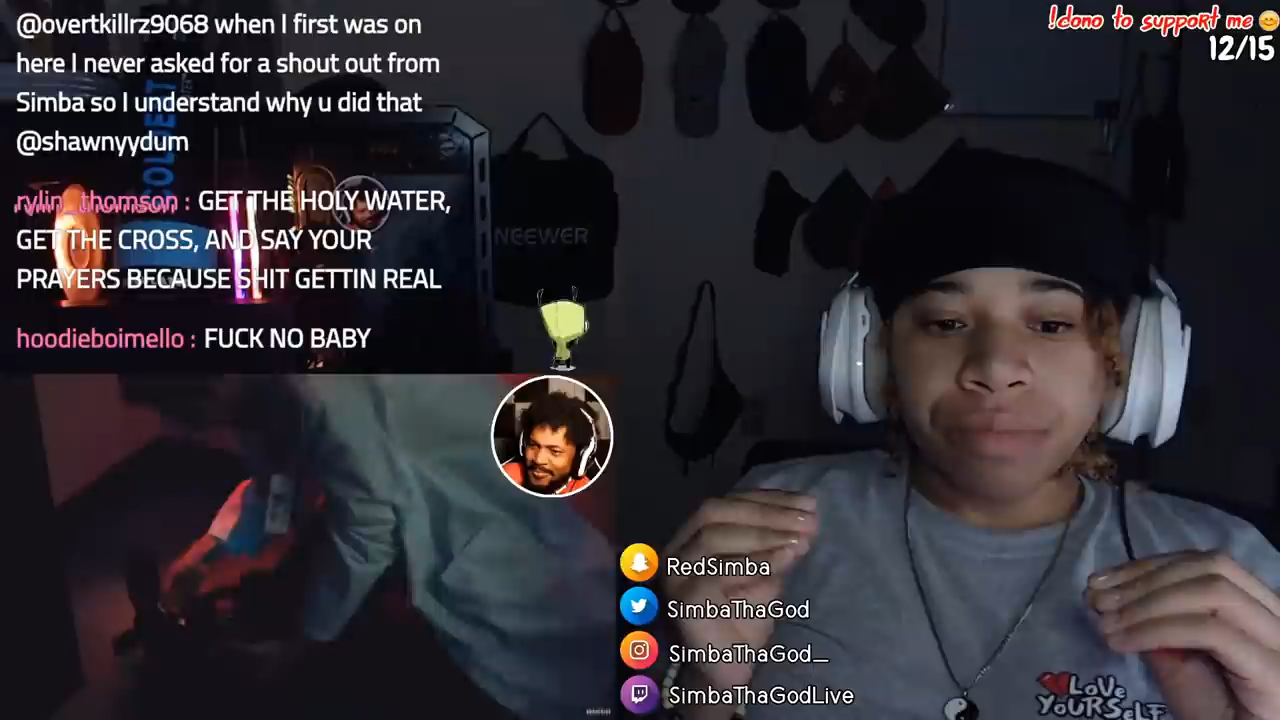 @overtkillrz9068 when I first was on
here I never asked for a shout out from
Simba so I understand why u did that
@shawnyydum
rylin_thomson : GET THE HOLY WATER,
GET THE CROSS, AND SAY YOUR
PRAYERS BECAUSE SHIT GETTIN REAL
hoodieboimello : FUCK NO BABY
!dono to support me 😊
12/15
NEEWER
RedSimba
SimbaThaGod
SimbaThaGod_
SimbaThaGodLive
LOVE
YOURSELF